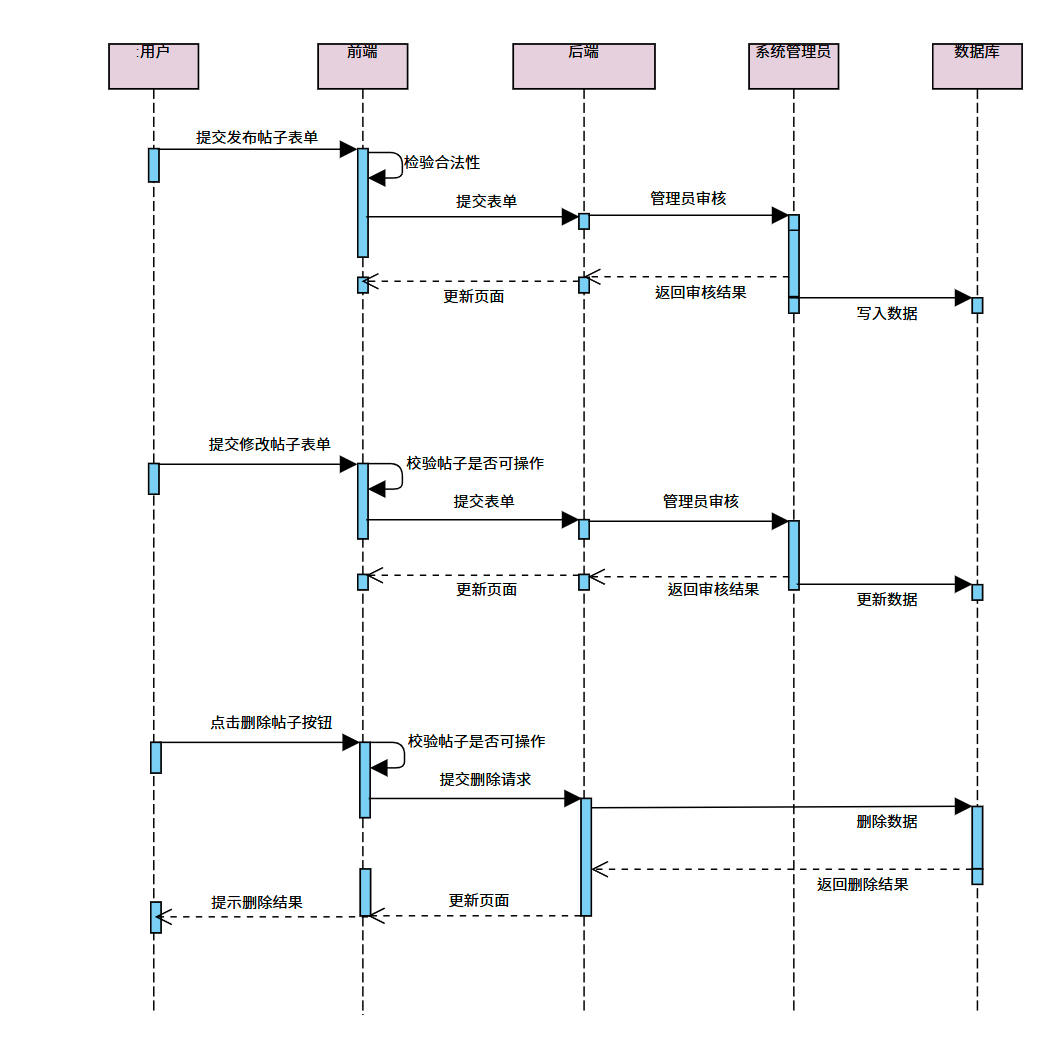 :用户
前端
后端
系统管理员
数据库
提交发布帖子表单
检验合法性
提交表单
管理员审核
更新页面
返回审核结果
写入数据
提交修改帖子表单
校验帖子是否可操作
提交表单
管理员审核
更新页面
返回审核结果
更新数据
点击删除帖子按钮
校验帖子是否可操作
提交删除请求
删除数据
返回删除结果
更新页面
提示删除结果